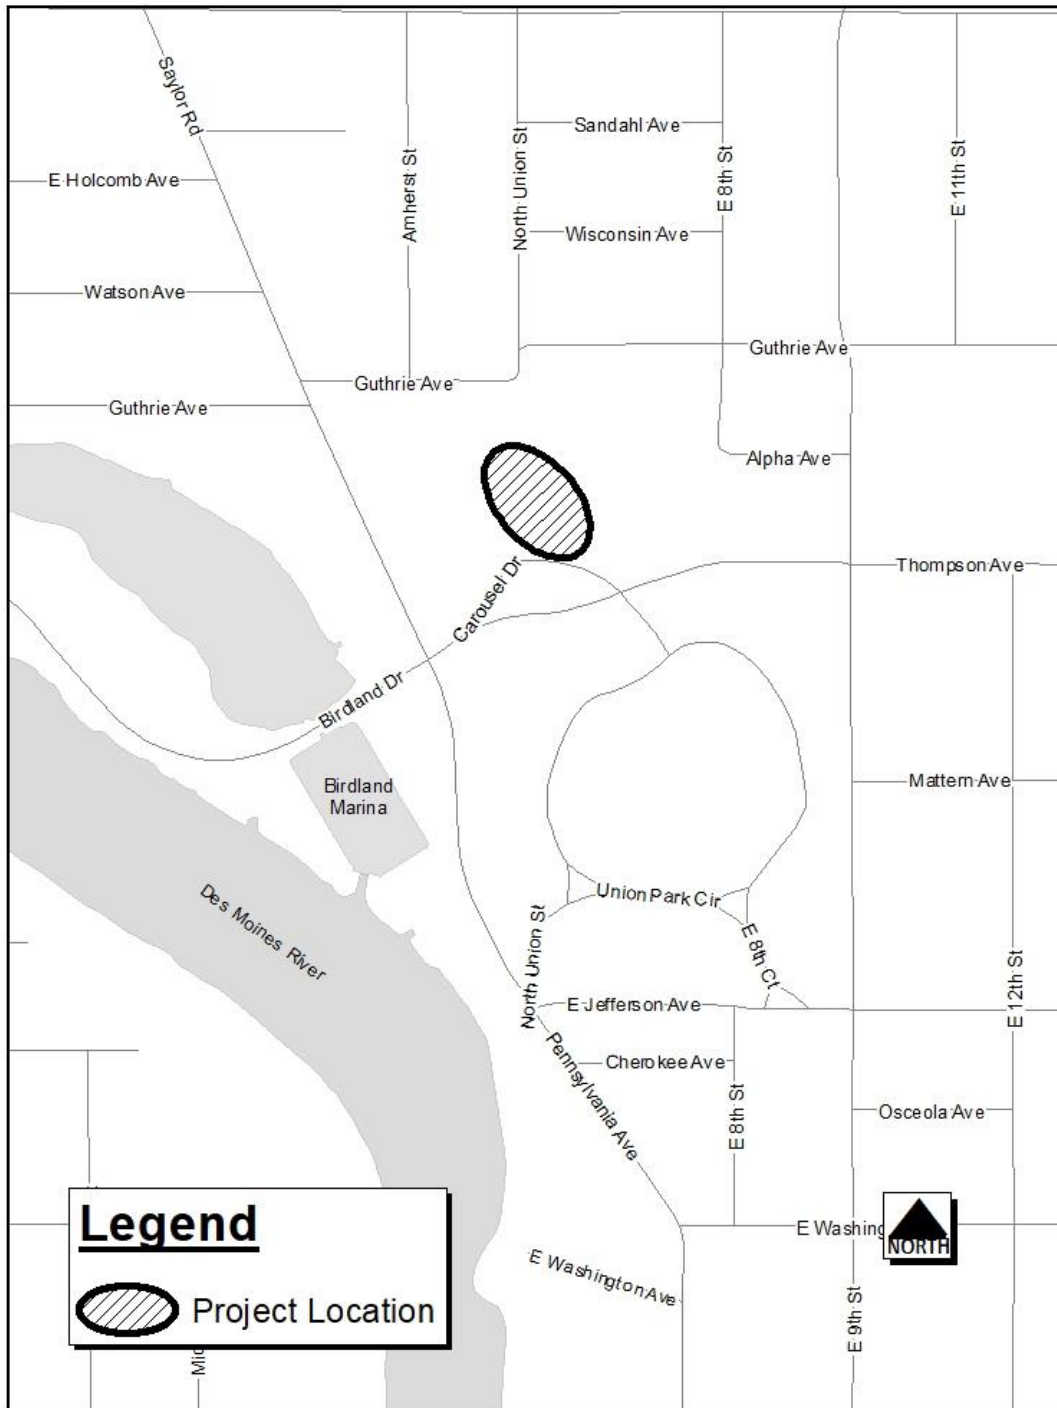 Saylor Rd
Sandahl Ave
E Holcomb Ave
Amherst St
North Union St
E 8th St
E 11th St
Wisconsin Ave
Watson Ave
Guthrie Ave
Guthrie Ave
Guthrie Ave
Alpha Ave
Thompson Ave
Carousel Dr
Birdland Dr
Birdland
Marina
Mattern Ave
Des Moines River
Union Park Cir
North Union St
E 8th Ct
E 12th St
E Jefferson Ave
Cherokee Ave
Pennsylvania Ave
E 8th St
Osceola Ave
E Washing
NORTH
E Washington Ave
E 9th St
Legend
Project Location